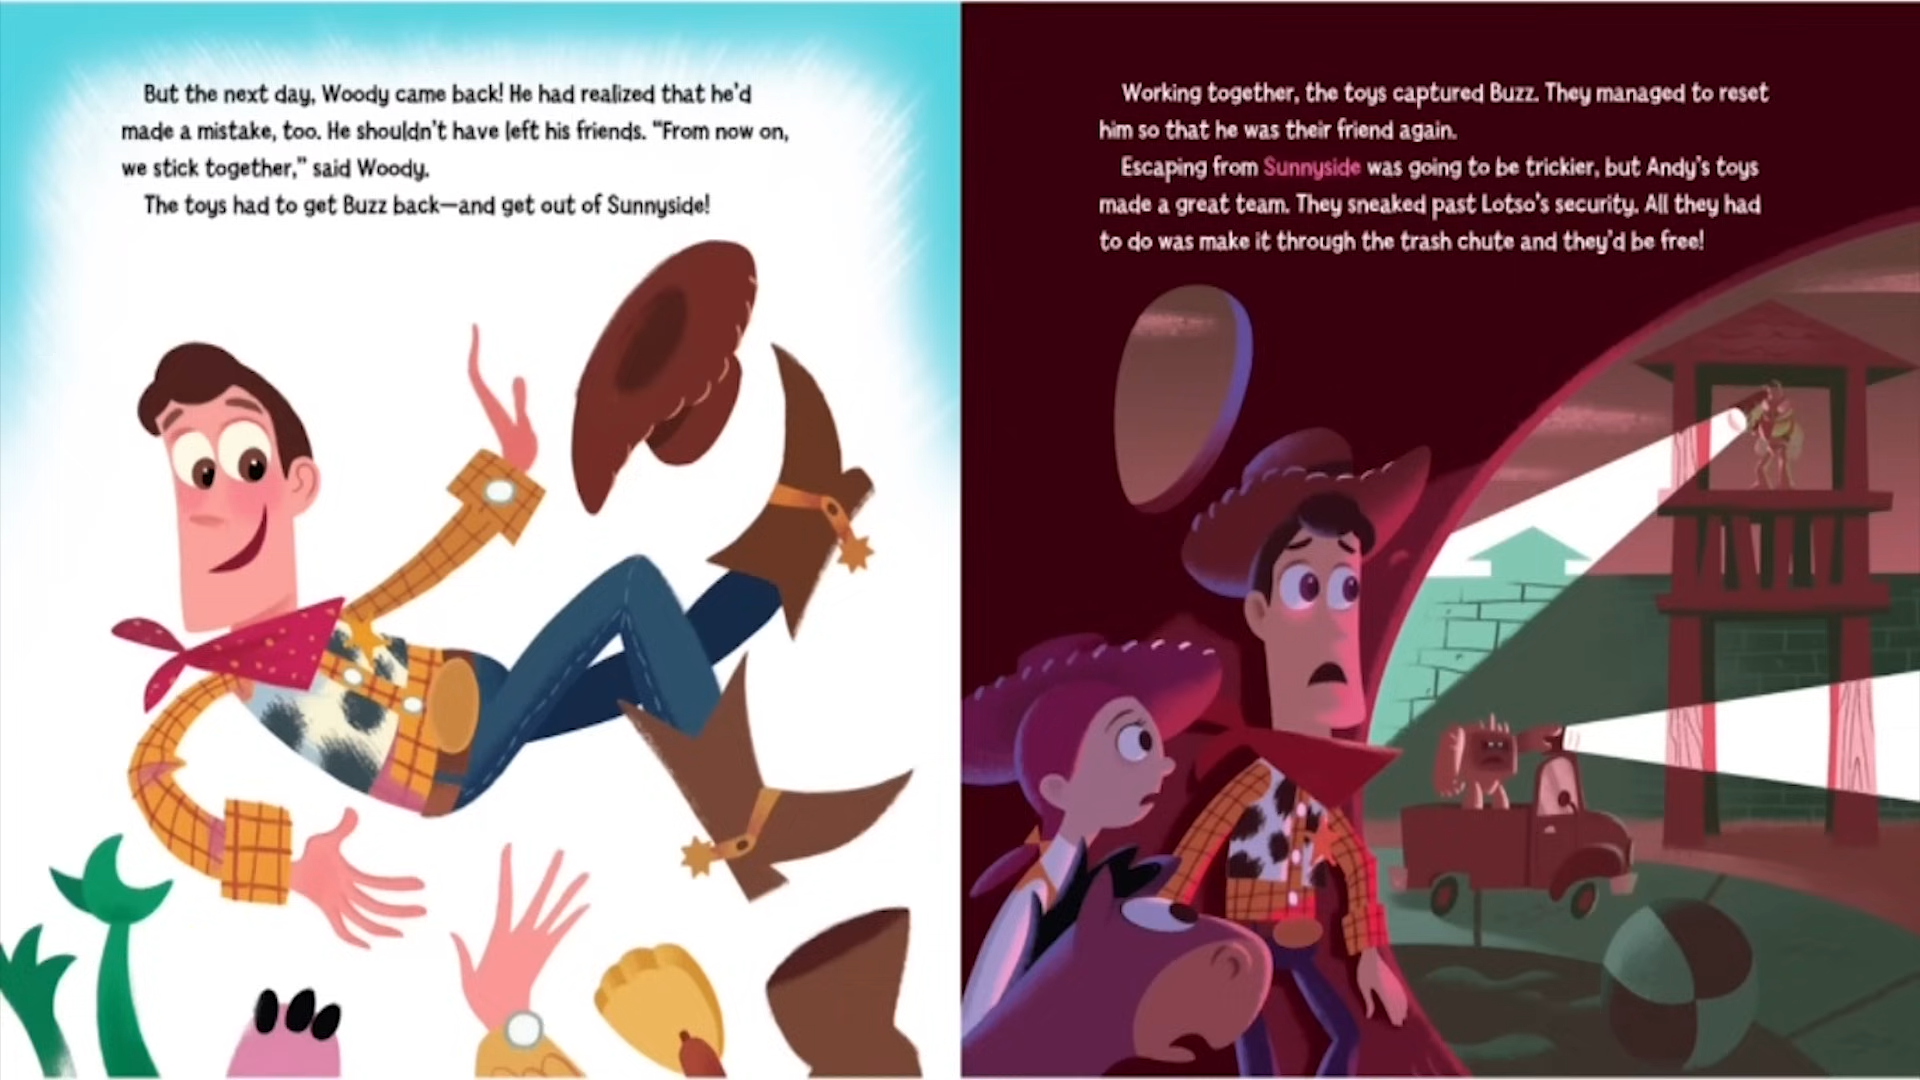 But the next day, Woody came back! He had realized that he'd
made a mistake, too. He shouldn't have left his friends. "From now on,
we stick together," said Woody.
The toys had to get Buzz back—and get out of Sunnyside!
Working together, the toys captured Buzz. They managed to reset
him so that he was their friend again.
Escaping from Sunnyside was going to be trickier, but Andy's toys
made a great team. They sneaked past Lotso's security. All they had
to do was make it through the trash chute and they'd be free!